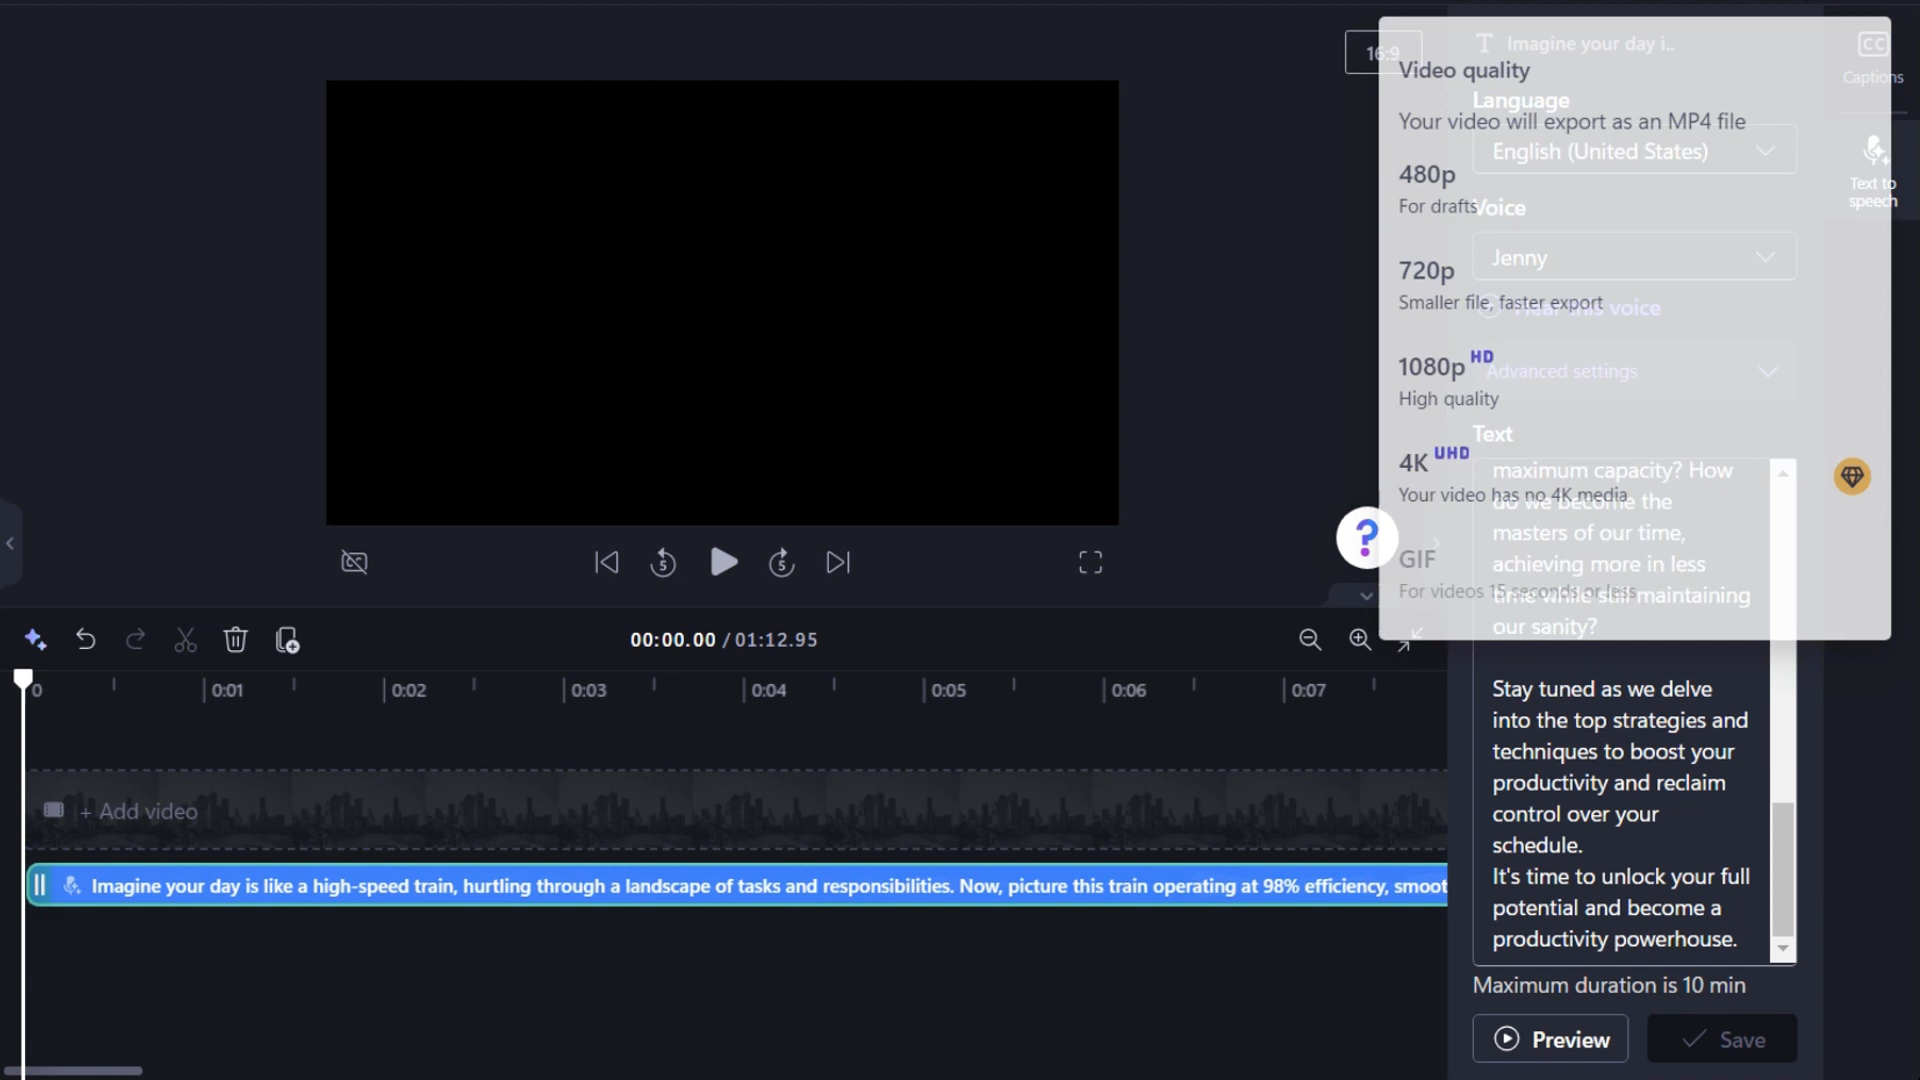 16:9
T Imagine your day i..
CC
Captions
Video quality
Language
Your video will export as an MP4 file
English (United States)
Text to
speech
480p
For drafts
Voice
720p
Jenny
Smaller file, faster export
Hear this voice
1080p HD
Advanced settings
High quality
Text
4K UHD
maximum capacity? How
Your video has no 4K media
do we become the
masters of our time,
GIF
achieving more in less
For videos 15 seconds or less
time while still maintaining
our sanity?
?
5
5
00:00.00 / 01:12.95
0
0:01
0:02
0:03
0:04
0:05
0:06
0:07
Stay tuned as we delve
into the top strategies and
techniques to boost your
productivity and reclaim
control over your
schedule.
It's time to unlock your full
potential and become a
productivity powerhouse.
+ Add video
Imagine your day is like a high-speed train, hurtling through a landscape of tasks and responsibilities. Now, picture this train operating at 98% efficiency, smoot
Maximum duration is 10 min
Preview
Save